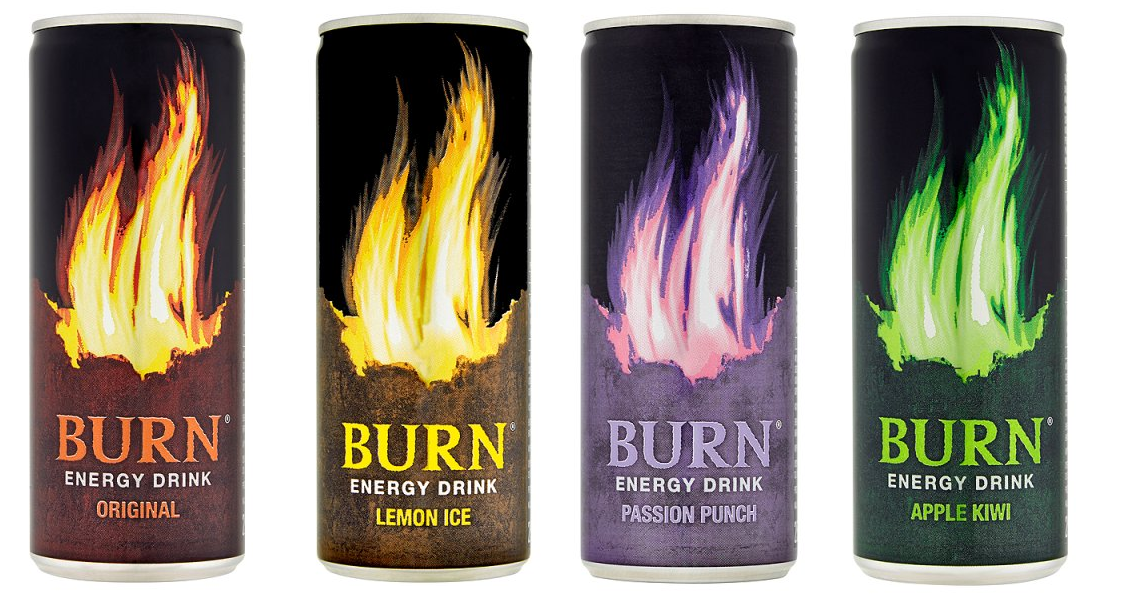 BURN®
ENERGY DRINK
ORIGINAL
BURN®
ENERGY DRINK
LEMON ICE
BURN®
ENERGY DRINK
PASSION PUNCH
BURN®
ENERGY DRINK
APPLE KIWI